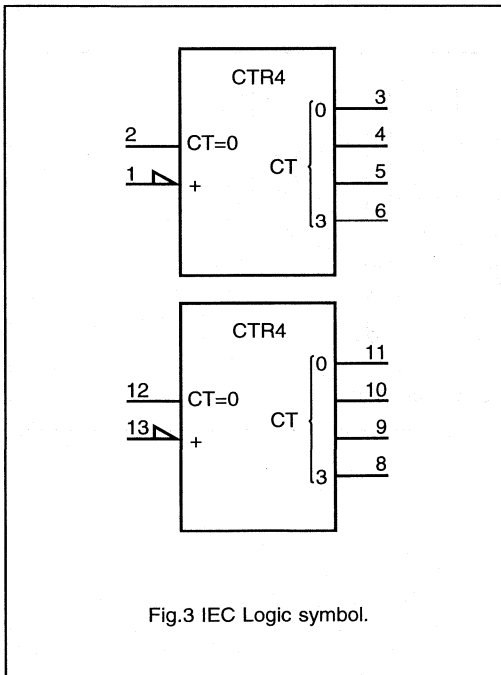 CTR4
0 3
2 4
CT=0
CT
1 + 5
3 6
CTR4
0 11
12 10
CT=0
CT
13 + 9
3 8
Fig.3 IEC Logic symbol.